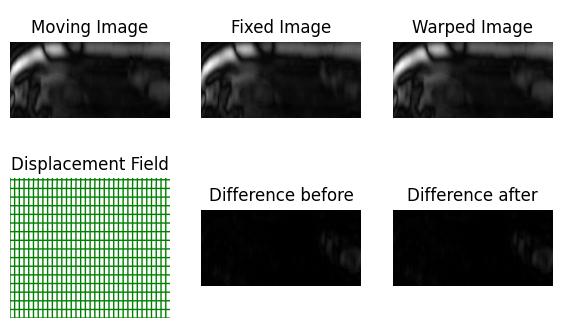 Moving Image
Fixed Image
Warped Image
Displacement Field
Difference before
Difference after